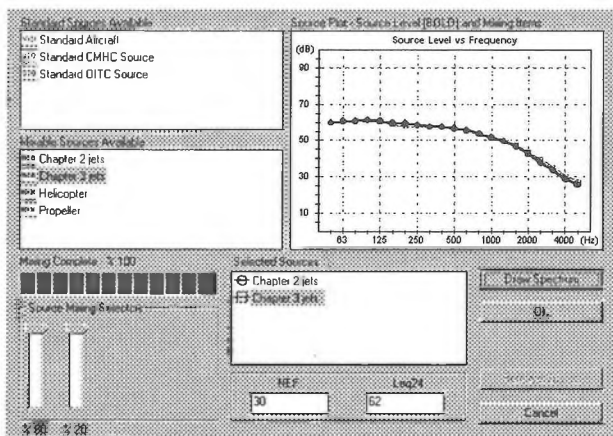 Standard Sources Available
Standard Aircraft
Standard CMHC Source
Standard OITC Source
Mixable Sources Available
Chapter 2 jets
Chapter 3 jets
Helicopter
Propeller
Source Plot - Source Level (BOLD) and Mixing Items
Source Level vs Frequency
(dB)
90
70
50
30
10
63 125 250 500 1000 2000 4000 (Hz)
Mixing Complete % 100
Source Mixing Selectors
% 80 % 20
Selected Sources
Chapter 2 jets
Chapter 3 jets
NEF
30
Leq24
62
Draw Spectrum
OK
Cancel